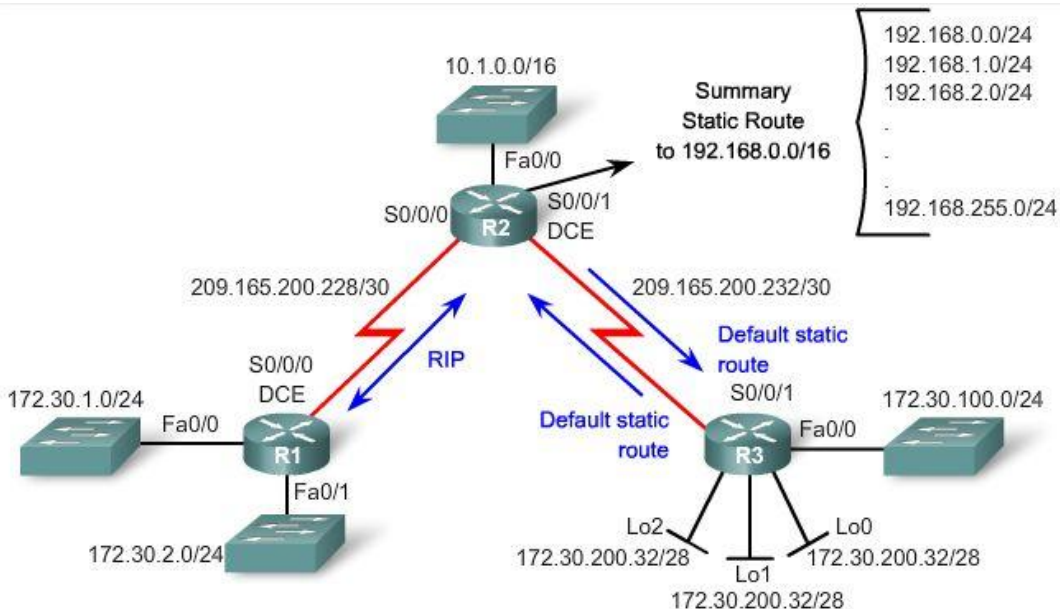 10.1.0.0/16
Summary
Static Route
to 192.168.0.0/16
192.168.0.0/24
192.168.1.0/24
192.168.2.0/24
.
.
.
192.168.255.0/24
Fa0/0
S0/0/0
R2
S0/0/1
DCE
209.165.200.228/30
209.165.200.232/30
RIP
Default static
route
Default static
route
S0/0/0
DCE
172.30.1.0/24
Fa0/0
R1
Fa0/1
172.30.2.0/24
S0/0/1
172.30.100.0/24
Fa0/0
R3
Lo2
172.30.200.32/28
Lo1
172.30.200.32/28
Lo0
172.30.200.32/28